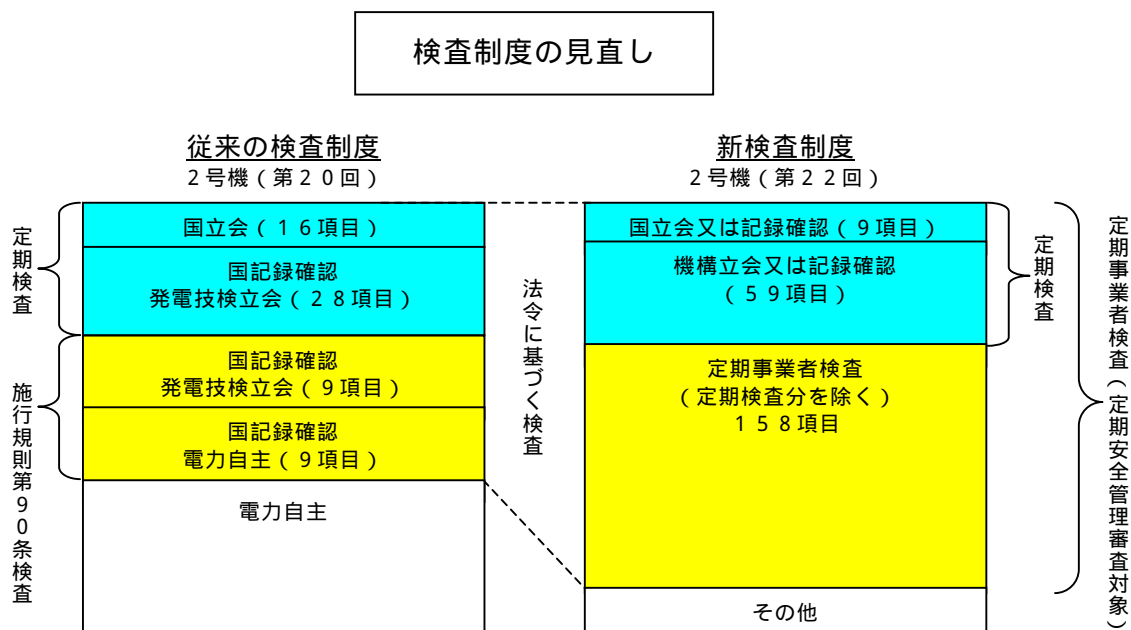 検査制度の見直し
従来の検査制度
2号機(第20回)
定期検査
国立会(16項目)
国記録確認
発電技検立会(28項目)
施行規則第90条検査
国記録確認
発電技検立会(9項目)
国記録確認
電力自主(9項目)
電力自主
法令に基づく検査
新検査制度
2号機(第22回)
国立会又は記録確認(9項目)
機構立会又は記録確認
(59項目)
定期検査
定期事業者検査
(定期検査分を除く)
158項目
その他
定期事業者検査(定期安全管理審査対象)